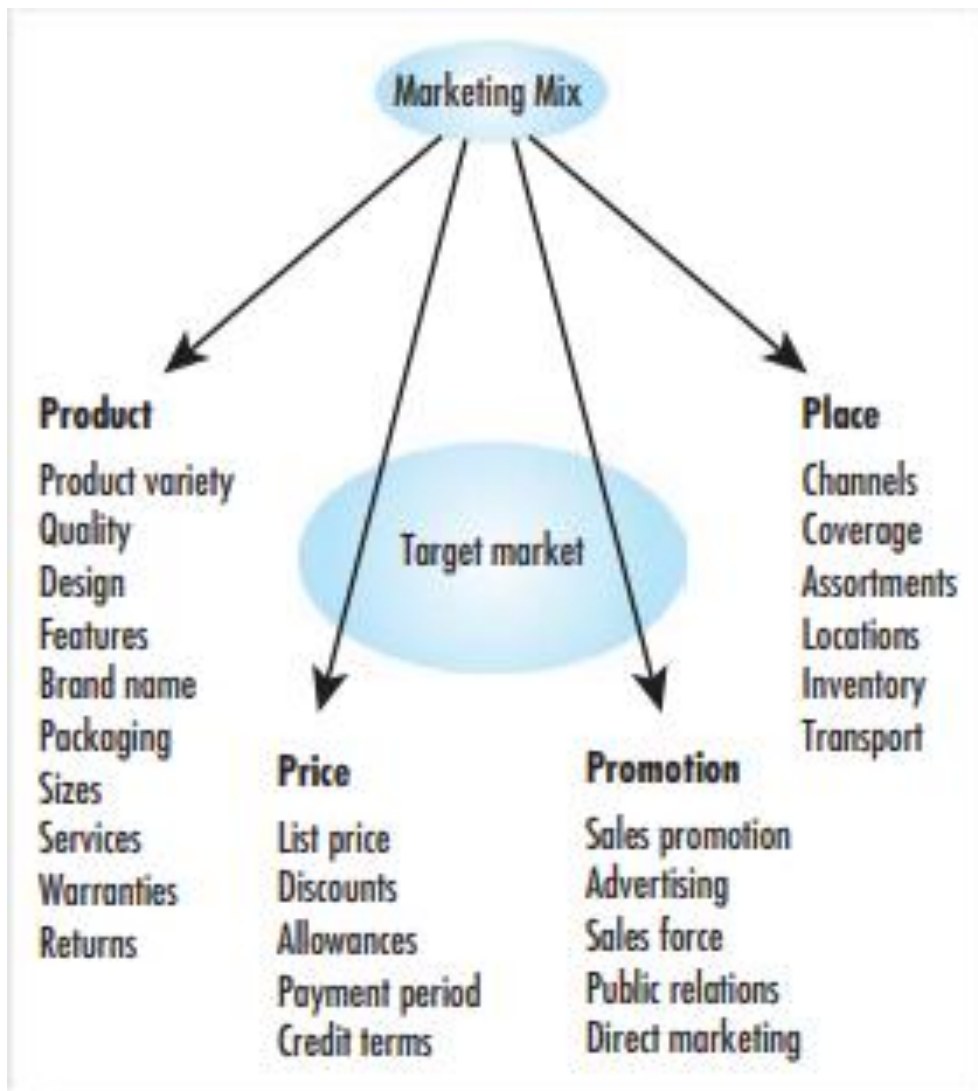 Marketing Mix
Product
Product variety
Quality
Design
Features
Brand name
Packaging
Sizes
Services
Warranties
Returns
Target market
Price
List price
Discounts
Allowances
Payment period
Credit terms
Promotion
Sales promotion
Advertising
Sales force
Public relations
Direct marketing
Place
Channels
Coverage
Assortments
Locations
Inventory
Transport